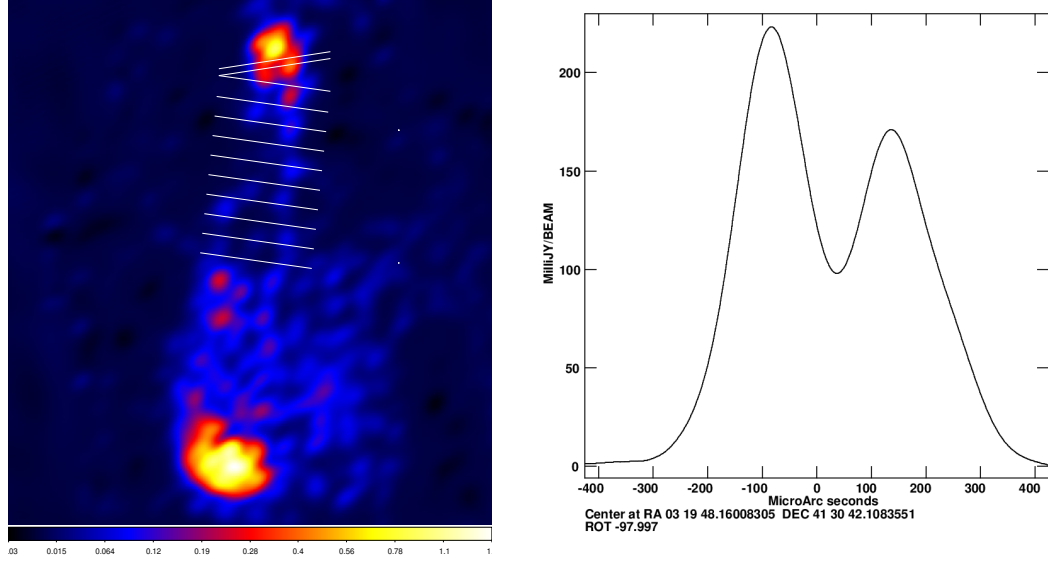 .03 0.015 0.064 0.12 0.19 0.28 0.4 0.56 0.78 1.1 1
200
150
100
50
0
MilliJY/BEAM
-400 -300 -200 -100 0 100 200 300 400
MicroArc seconds
Center at RA 03 19 48.16008305 DEC 41 30 42.1083551
ROT -97.997